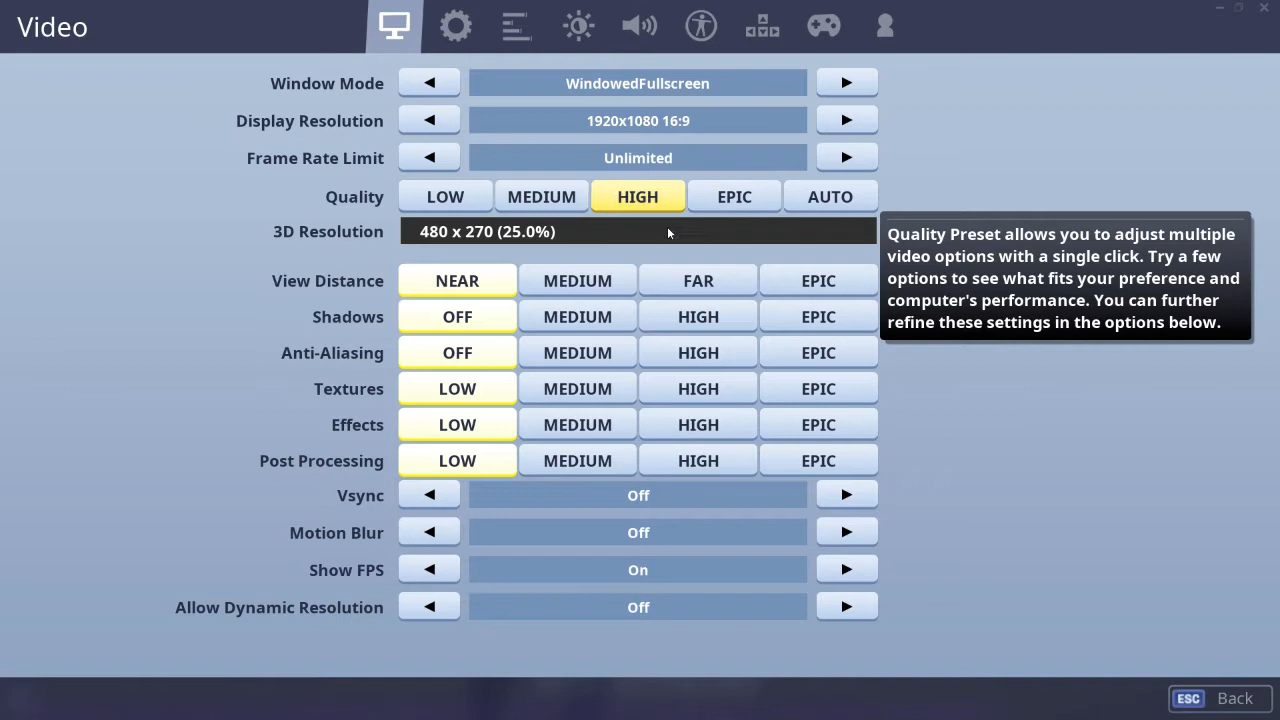 Video
Window Mode
WindowedFullscreen
Display Resolution
1920x1080 16:9
Frame Rate Limit
Unlimited
Quality
LOW
MEDIUM
HIGH
EPIC
AUTO
3D Resolution
480 x 270 (25.0%)
Quality Preset allows you to adjust multiple
video options with a single click. Try a few
options to see what fits your preference and
computer's performance. You can further
refine these settings in the options below.
View Distance
NEAR
MEDIUM
FAR
EPIC
Shadows
OFF
MEDIUM
HIGH
EPIC
Anti-Aliasing
OFF
MEDIUM
HIGH
EPIC
Textures
LOW
MEDIUM
HIGH
EPIC
Effects
LOW
MEDIUM
HIGH
EPIC
Post Processing
LOW
MEDIUM
HIGH
EPIC
Vsync
Off
Motion Blur
Off
Show FPS
On
Allow Dynamic Resolution
Off
ESC Back